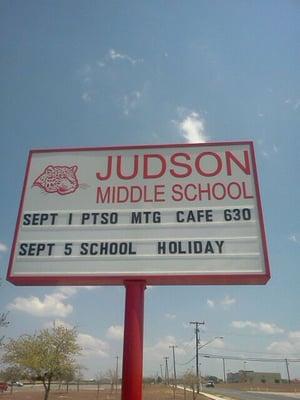 JUDSON
MIDDLE SCHOOL
SEPT 1 PTSO MTG CAFE 630
SEPT 5 SCHOOL HOLIDAY